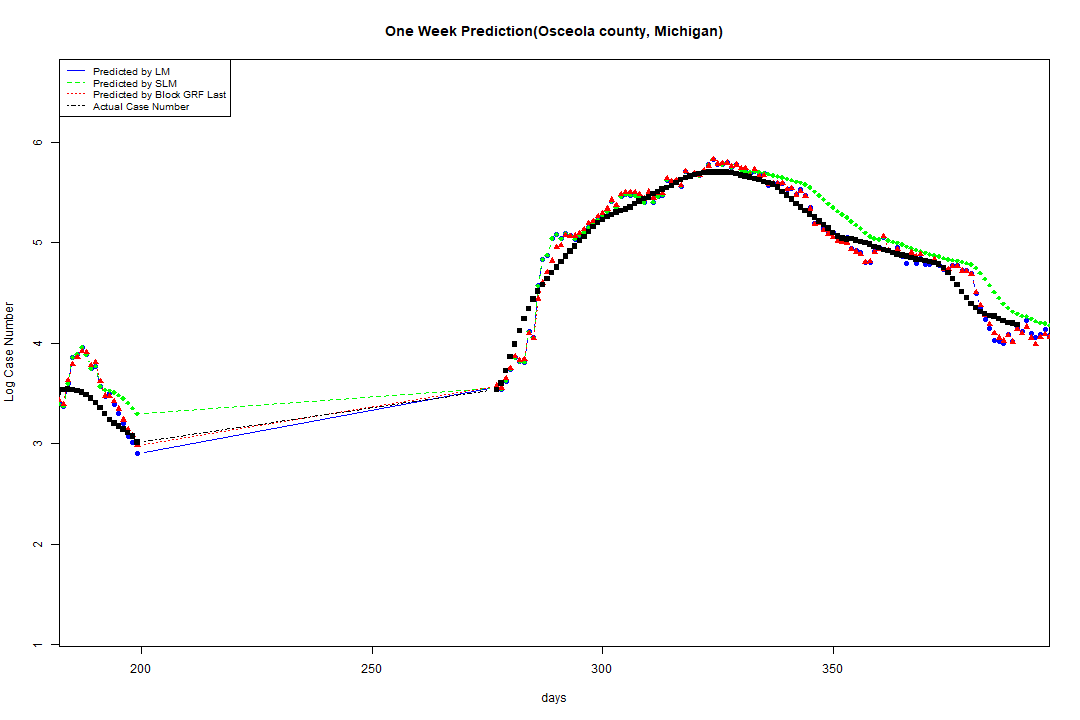 One Week Prediction(Osceola county, Michigan)
Predicted by LM
Predicted by SLM
Predicted by Block GRF Last
Actual Case Number
Log Case Number
6
5
4
3
2
1
200
250
300
350
days